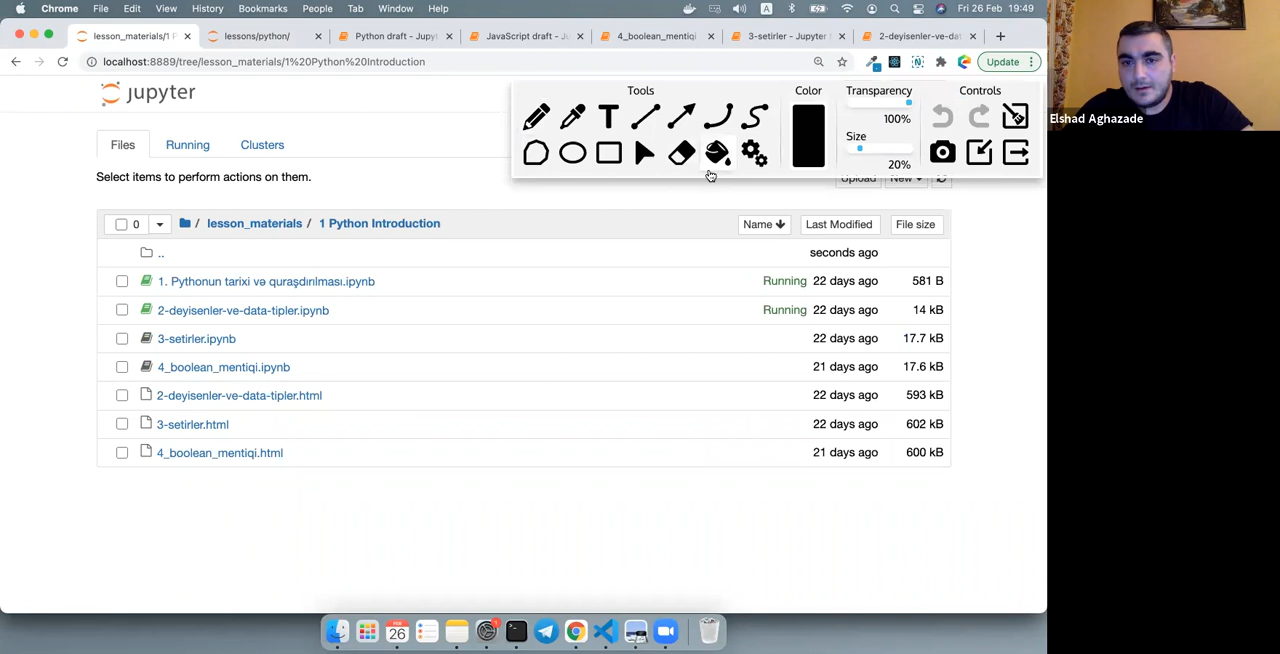 Chrome File Edit View History Bookmarks People Tab Window Help
A
Fri 26 Feb 19:49
lesson_materials/1 P
lessons/python/
Python draft - Jupyt
JavaScript draft - Ju
4_boolean_mentiqi
3-setirler - Jupyter
2-deyisenler-ve-dat
localhost:8889/tree/lesson_materials/1%20Python%20Introduction
Update
jupyter
Tools
Color
Transparency
Controls
100%
Size
20%
Files
Running
Clusters
Select items to perform actions on them.
Upload
New
0
/ lesson_materials / 1 Python Introduction
Name
Last Modified
File size
..
seconds ago
1. Pythonun tarixi və quraşdırılması.ipynb
Running 22 days ago 581 B
2-deyisenler-ve-data-tipler.ipynb
Running 22 days ago 14 kB
3-setirler.ipynb
22 days ago 17.7 kB
4_boolean_mentiqi.ipynb
21 days ago 17.6 kB
2-deyisenler-ve-data-tipler.html
22 days ago 593 kB
3-setirler.html
22 days ago 602 kB
4_boolean_mentiqi.html
21 days ago 600 kB
Elshad Aghazade
FEB
26
1